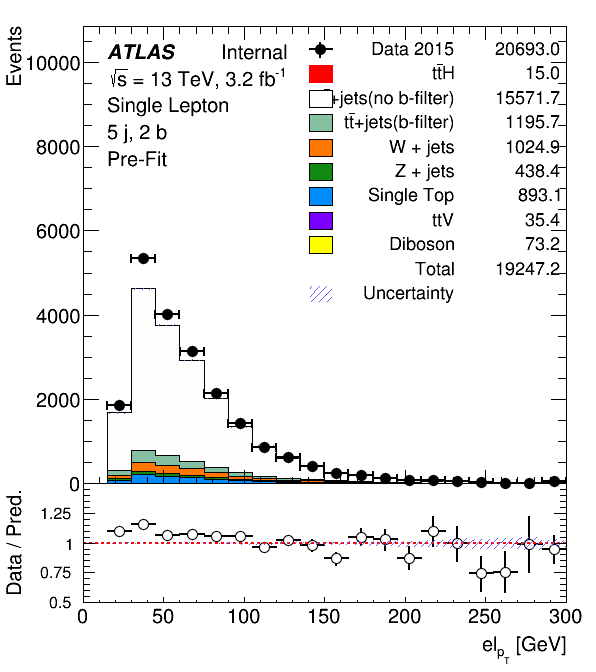 Events
10000
8000
6000
4000
2000
0
ATLAS Internal
√s = 13 TeV, 3.2 fb⁻¹
Single Lepton
5 j, 2 b
Pre-Fit
Data 2015 20693.0
tt̄H 15.0
+jets(no b-filter) 15571.7
tt̄+jets(b-filter) 1195.7
W + jets 1024.9
Z + jets 438.4
Single Top 893.1
ttV 35.4
Diboson 73.2
Total 19247.2
Uncertainty
Data / Pred.
1.25
1
0.75
0.5
0 50 100 150 200 250 300
el_p_T [GeV]